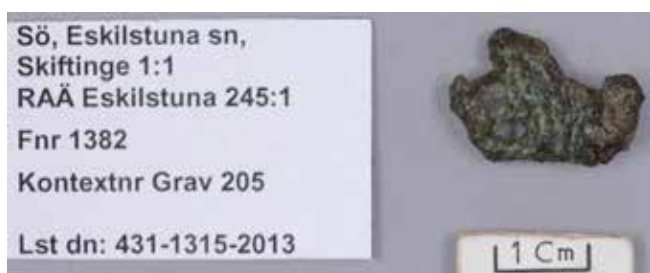 Sö, Eskilstuna sn,
Skiftinge 1:1
RAÄ Eskilstuna 245:1
Fnr 1382
Kontextnr Grav 205
Lst dn: 431-1315-2013
1 Cm